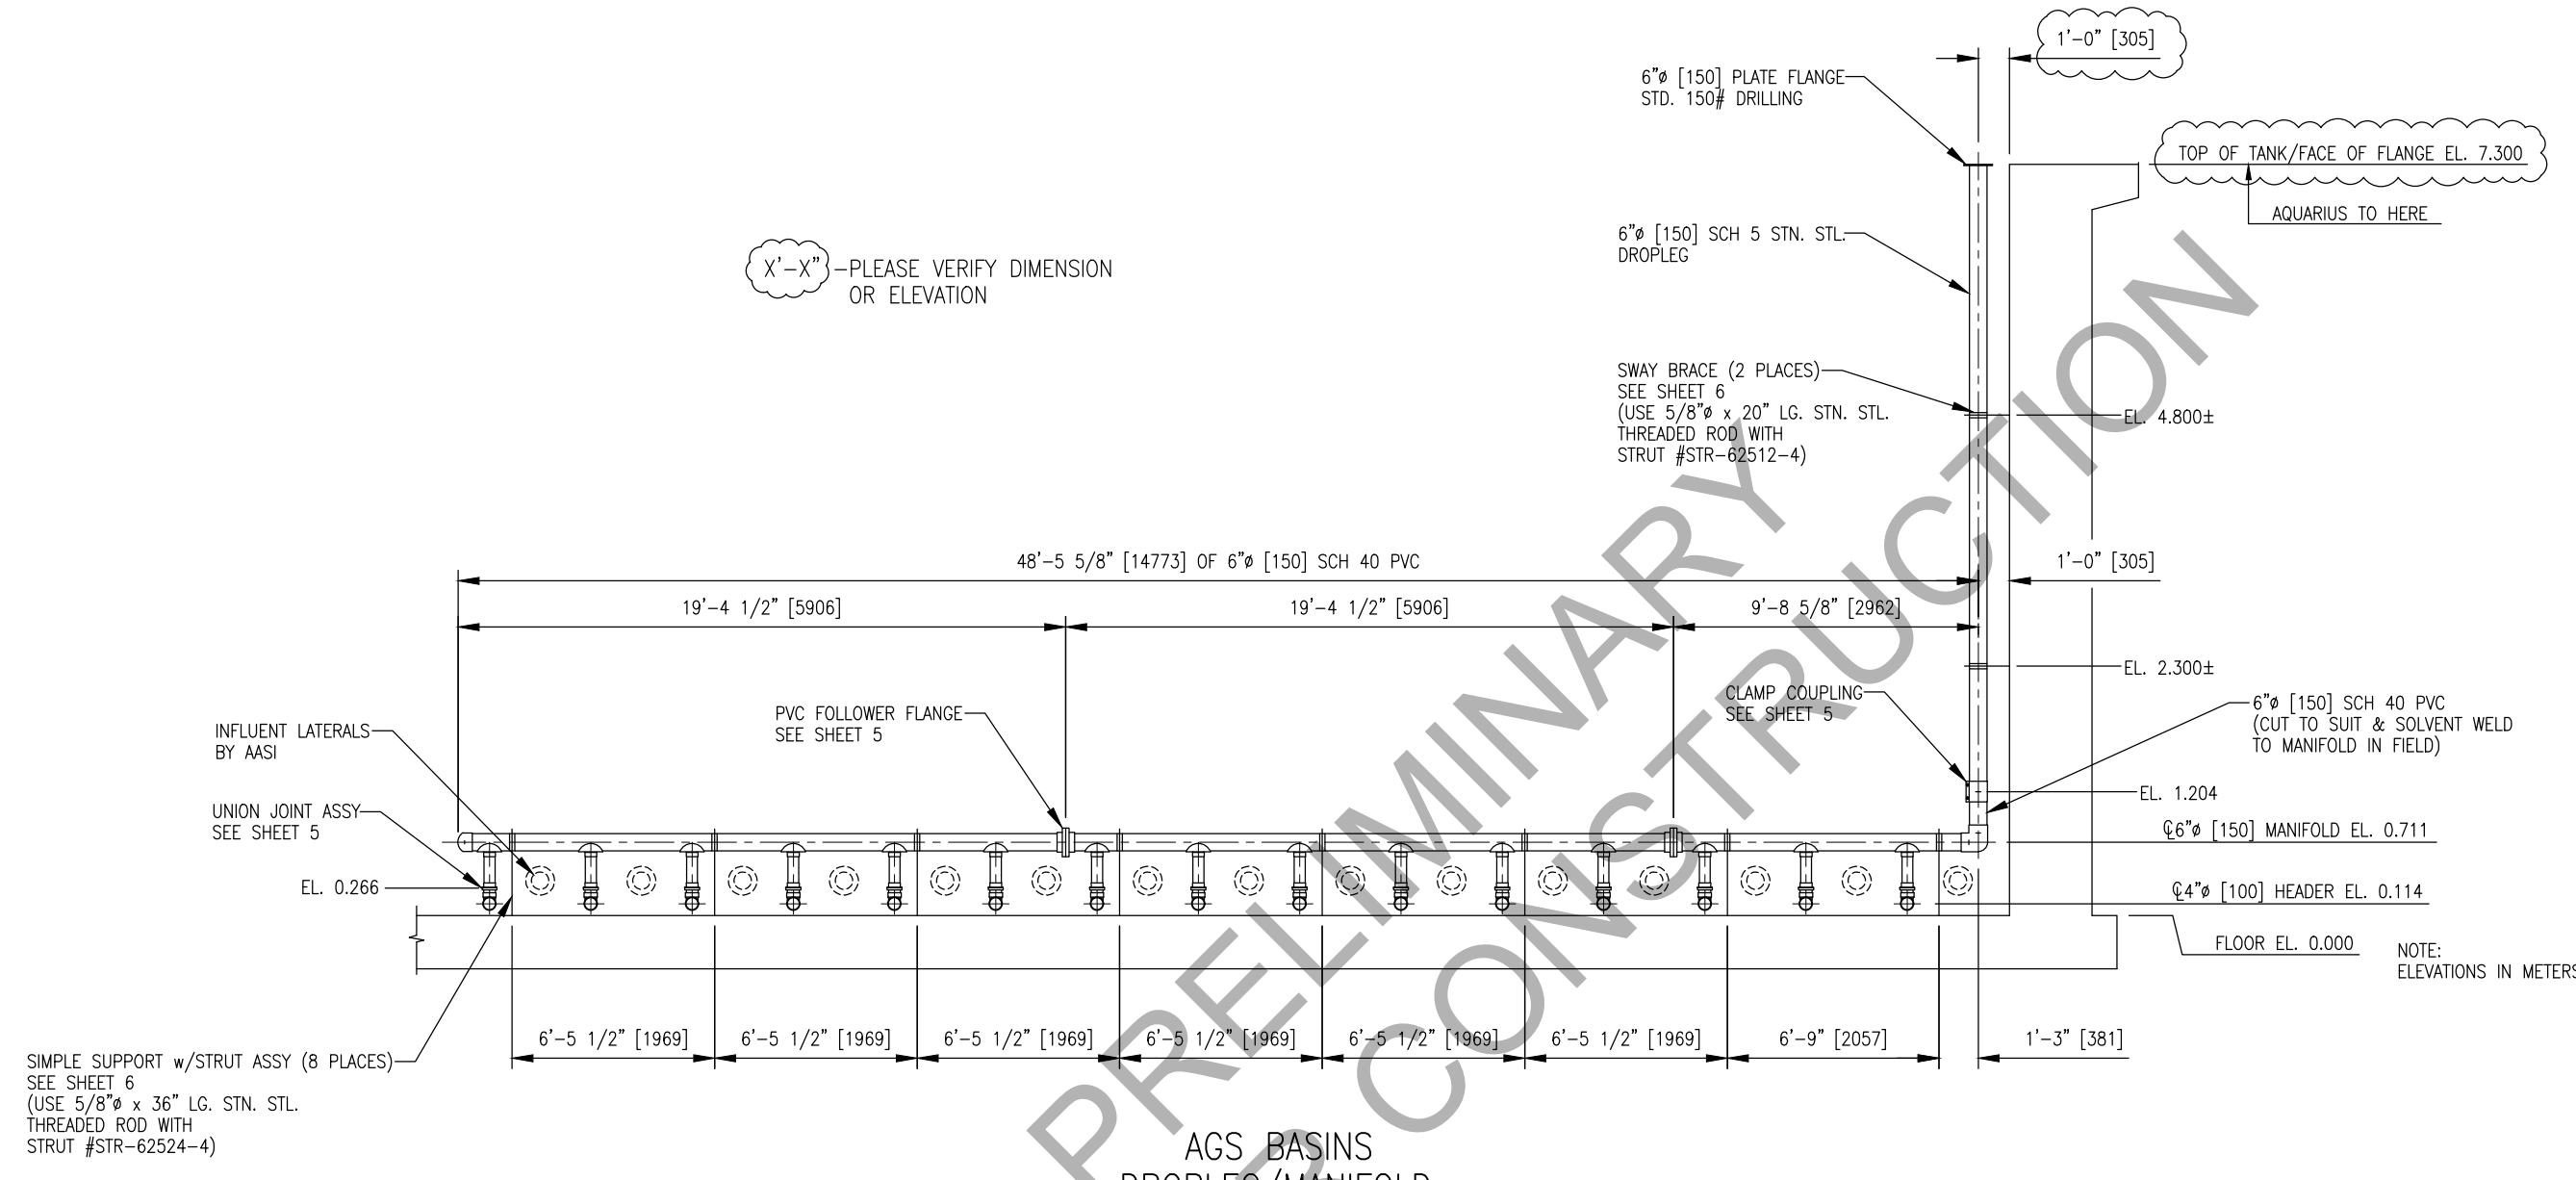 1'-0" [305]
6"ø [150] PLATE FLANGE
STD. 150# DRILLING
TOP OF TANK/FACE OF FLANGE EL. 7.300
AQUARIUS TO HERE
6"ø [150] SCH 5 STN. STL.
DROPLEG
X'-X" -PLEASE VERIFY DIMENSION
OR ELEVATION
SWAY BRACE (2 PLACES)
SEE SHEET 6
(USE 5/8"ø x 20" LG. STN. STL.
THREADED ROD WITH
STRUT #STR-62512-4)
EL. 4.800±
48'-5 5/8" [14773] OF 6"ø [150] SCH 40 PVC
1'-0" [305]
19'-4 1/2" [5906]
19'-4 1/2" [5906]
9'-8 5/8" [2962]
EL. 2.300±
CLAMP COUPLING
SEE SHEET 5
6"ø [150] SCH 40 PVC
(CUT TO SUIT & SOLVENT WELD
TO MANIFOLD IN FIELD)
PVC FOLLOWER FLANGE
SEE SHEET 5
INFLUENT LATERALS
BY AASI
UNION JOINT ASSY
SEE SHEET 5
EL. 1.204
℄6"ø [150] MANIFOLD EL. 0.711
EL. 0.266
℄4"ø [100] HEADER EL. 0.114
FLOOR EL. 0.000
NOTE:
ELEVATIONS IN METERS
6'-5 1/2" [1969]
6'-5 1/2" [1969]
6'-5 1/2" [1969]
6'-5 1/2" [1969]
6'-5 1/2" [1969]
6'-5 1/2" [1969]
6'-9" [2057]
1'-3" [381]
SIMPLE SUPPORT w/STRUT ASSY (8 PLACES)
SEE SHEET 6
(USE 5/8"ø x 36" LG. STN. STL.
THREADED ROD WITH
STRUT #STR-62524-4)
PRELIMINARY
CONSTRUCTION
AGS BASINS
DROPLEG/MANIFOLD